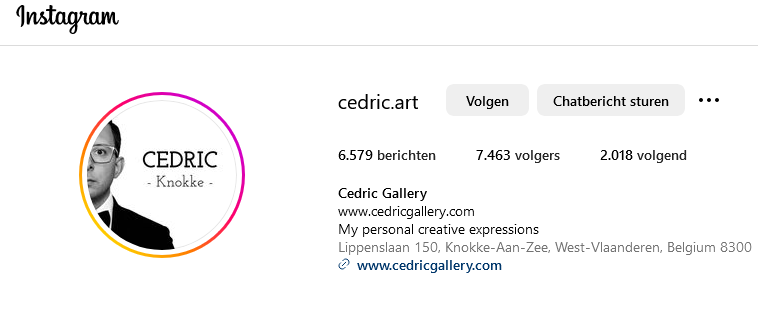 Instagram
cedric.art
Volgen
Chatbericht sturen
CEDRIC
- Knokke -
6.579 berichten
7.463 volgers
2.018 volgend
Cedric Gallery
www.cedricgallery.com
My personal creative expressions
Lippenslaan 150, Knokke-Aan-Zee, West-Vlaanderen, Belgium 8300
www.cedricgallery.com